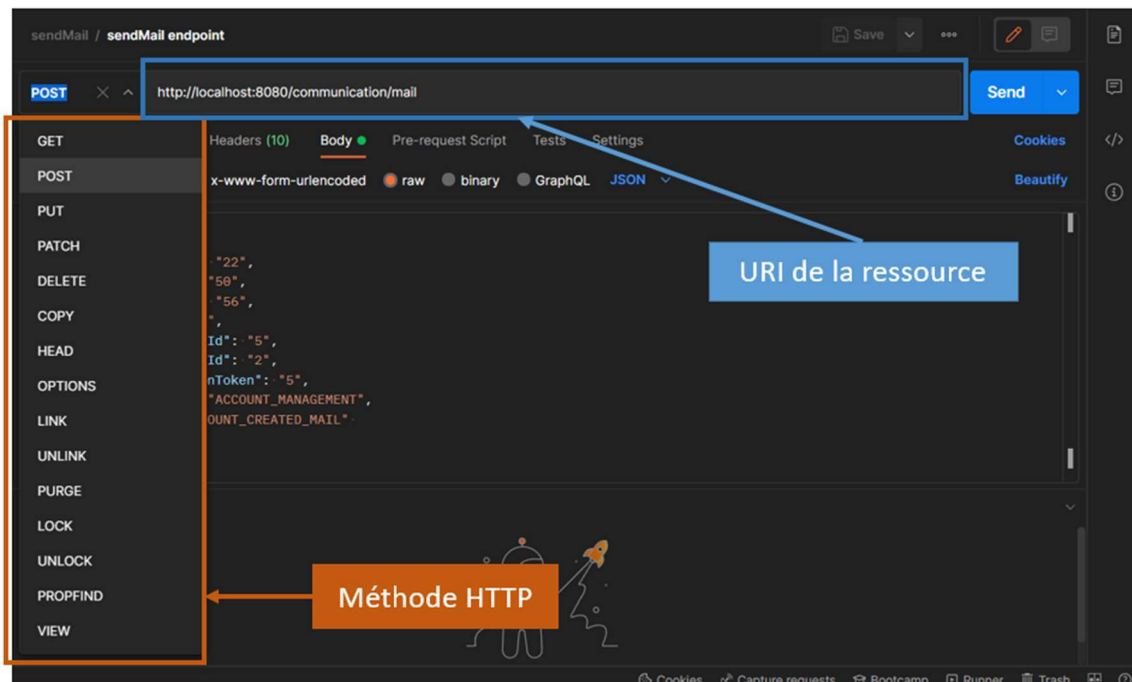 sendMail / sendMail endpoint
Save
POST
http://localhost:8080/communication/mail
Send
GET
Headers (10) Body Pre-request Script Tests Settings
Cookies
POST
x-www-form-urlencoded raw binary GraphQL JSON
Beautify
PUT
PATCH
"22",
DELETE
"50",
"56",
COPY
",
HEAD
Id": "5",
Id": "2",
OPTIONS
nToken": "5",
LINK
"ACCOUNT_MANAGEMENT",
OUNT_CREATED_MAIL"
UNLINK
PURGE
LOCK
UNLOCK
PROPFIND
VIEW
URI de la ressource
Méthode HTTP
Cookies Capture requests Bootcamp Runner Trash